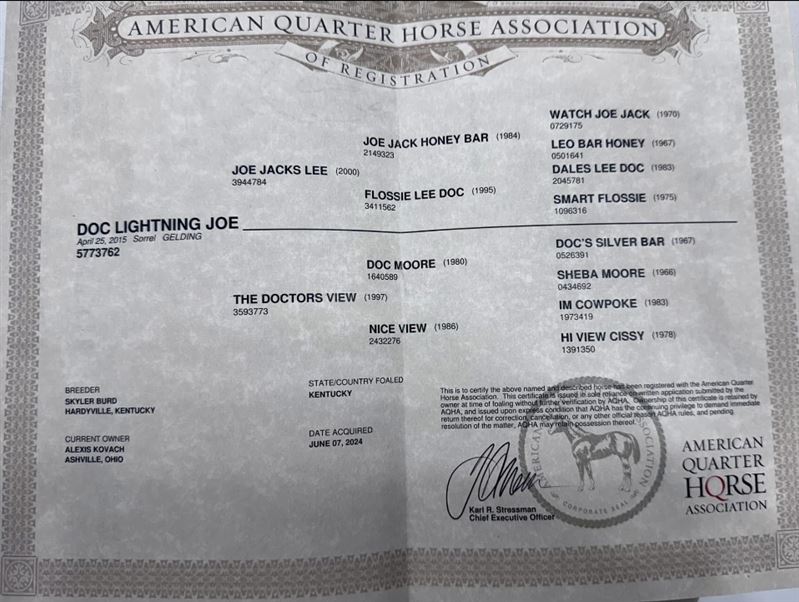 AMERICAN QUARTER HORSE ASSOCIATION
OF REGISTRATION
WATCH JOE JACK (1970)
0729175
JOE JACK HONEY BAR (1984)
2149323
LEO BAR HONEY (1967)
0501641
JOE JACKS LEE (2000)
3944784
DALES LEE DOC (1983)
2045781
FLOSSIE LEE DOC (1995)
3411562
SMART FLOSSIE (1975)
1096316
DOC LIGHTNING JOE
April 25, 2015 Sorrel GELDING
5773762
DOC'S SILVER BAR (1967)
0526391
DOC MOORE (1980)
1640589
SHEBA MOORE (1966)
0434692
THE DOCTORS VIEW (1997)
3593773
IM COWPOKE (1983)
1973419
NICE VIEW (1986)
2432276
HI VIEW CISSY (1978)
1391350
BREEDER
SKYLER BURD
HARDYVILLE, KENTUCKY
STATE/COUNTRY FOALED
KENTUCKY
CURRENT OWNER
ALEXIS KOVACH
ASHVILLE, OHIO
DATE ACQUIRED
JUNE 07, 2024
This is to certify the above named and described horse has been registered with the American Quarter
Horse Association. This certificate is issued in sole reliance on written application submitted by the
owner at time of foaling without further verification by AQHA. Ownership of this certificate is retained by
AQHA, and issued upon express condition that AQHA has the continuing privilege to demand immediate
return thereof for correction, cancellation, or any other official reason AQHA rules, and pending
resolution of the matter, AQHA may retain possession thereof.
Karl R. Stressman
Chief Executive Officer
CORPORATE SEAL
AMERICAN
QUARTER
HORSE
ASSOCIATION